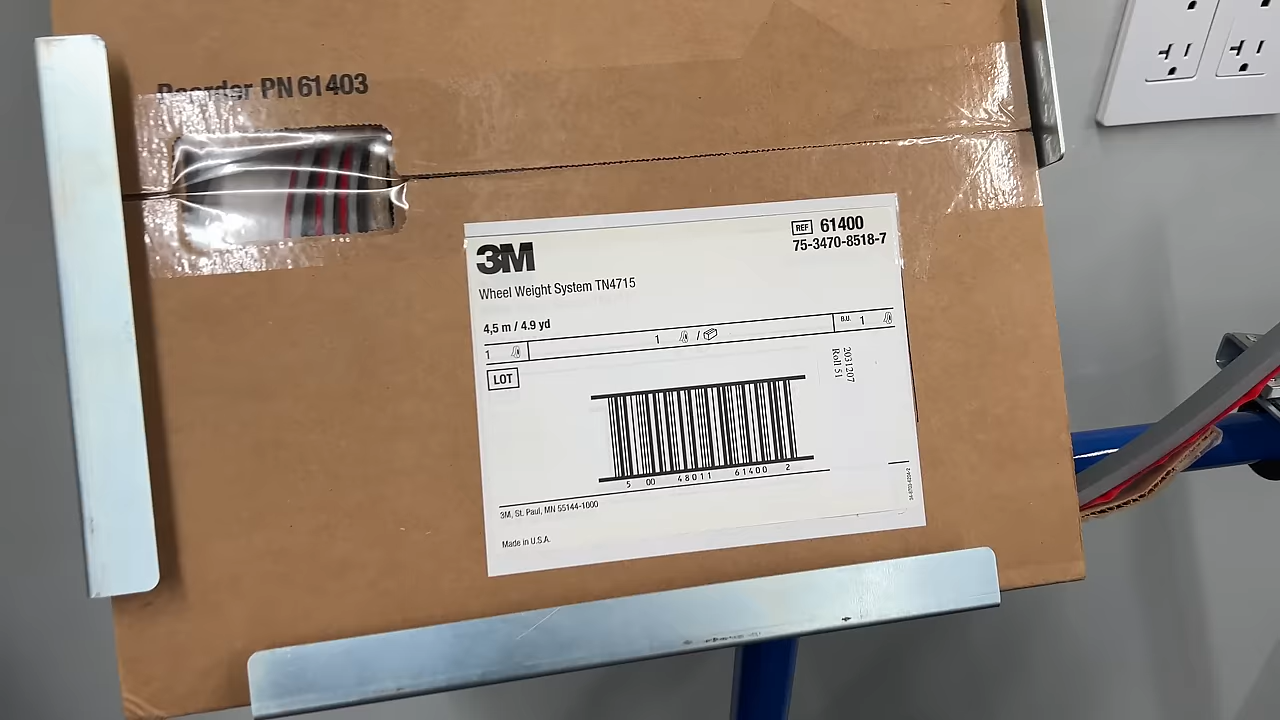 Reorder PN 61403
3M
REF 61400
75-3470-8518-7
Wheel Weight System TN4715
4,5 m / 4.9 yd
1
1 /
B.U. 1
LOT
2031207
Roll 51
5 00 48011 61400 2
3M, St. Paul, MN 55144-1000
Made in U.S.A.